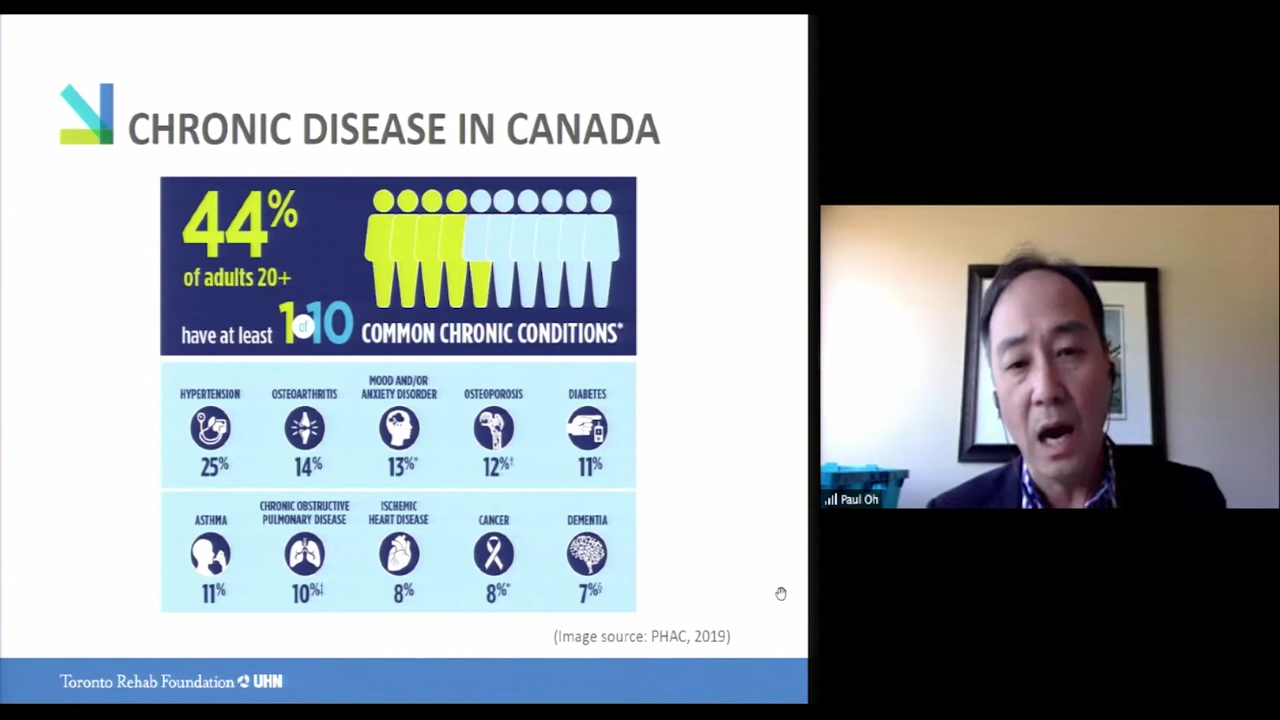 CHRONIC DISEASE IN CANADA
44%
of adults 20+
have at least 1 of 10 COMMON CHRONIC CONDITIONS*
HYPERTENSION
25%
OSTEOARTHRITIS
14%
MOOD AND/OR
ANXIETY DISORDER
13%*
OSTEOPOROSIS
12%†
DIABETES
11%
ASTHMA
11%
CHRONIC OBSTRUCTIVE
PULMONARY DISEASE
10%‡
ISCHEMIC
HEART DISEASE
8%
CANCER
8%*
DEMENTIA
7%§
(Image source: PHAC, 2019)
Toronto Rehab Foundation UHN
Paul Oh